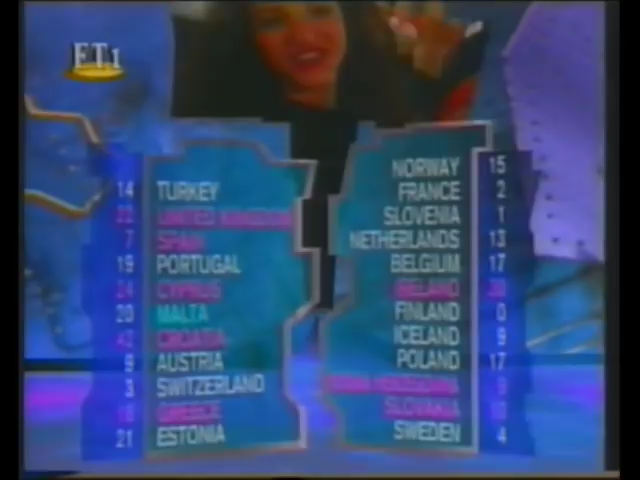 ET1
14 TURKEY
UNITED KINGDOM
7 SPAIN
19 PORTUGAL
24 CYPRUS
20 MALTA
42 CROATIA
9 AUSTRIA
3 SWITZERLAND
GREECE
21 ESTONIA
NORWAY 15
FRANCE 2
SLOVENIA 1
NETHERLANDS 13
BELGIUM 17
IRELAND
FINLAND 0
ICELAND 9
POLAND 17
HERZEGOVINA
SLOVAKIA 10
SWEDEN 4